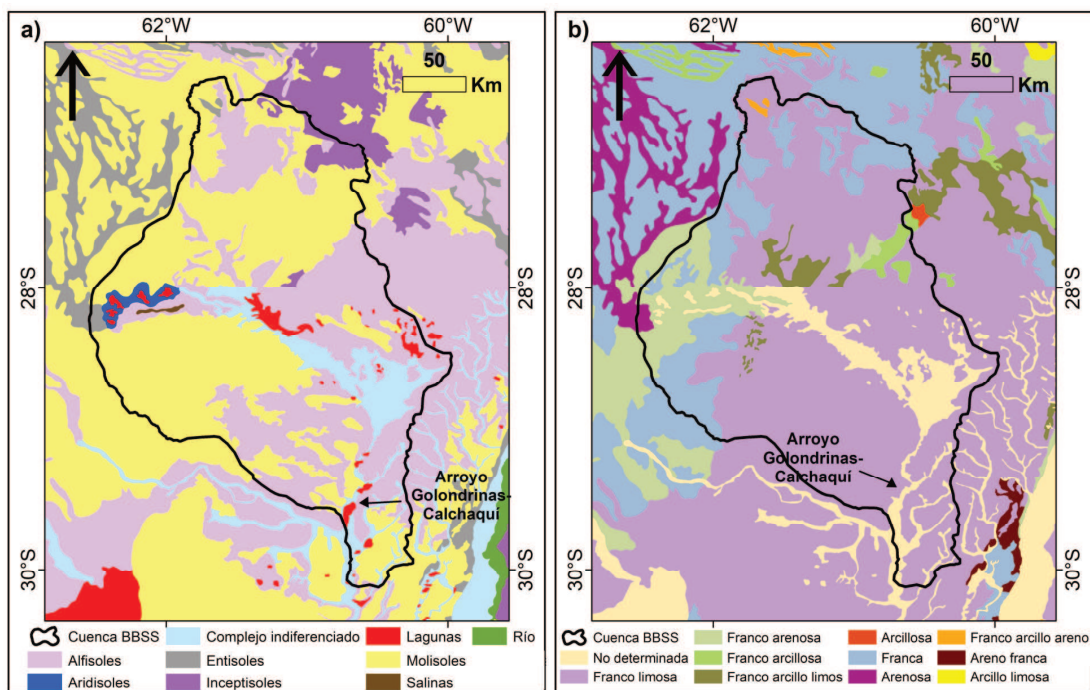 a)
62°W
60°W
50
Km
28°S
28°S
Arroyo
Golondrinas-
Calchaquí
30°S
30°S
Cuenca BBSS
Complejo indiferenciado
Lagunas
Río
Alfisoles
Entisoles
Molisoles
Aridisoles
Inceptisoles
Salinas
b)
62°W
60°W
50
Km
28°S
Arroyo
Golondrinas-
Calchaquí
30°S
Cuenca BBSS
Franco arenosa
Arcillosa
Franco arcillo areno
No determinada
Franco arcillosa
Franca
Areno franca
Franco limosa
Franco arcillo limos
Arenosa
Arcillo limosa